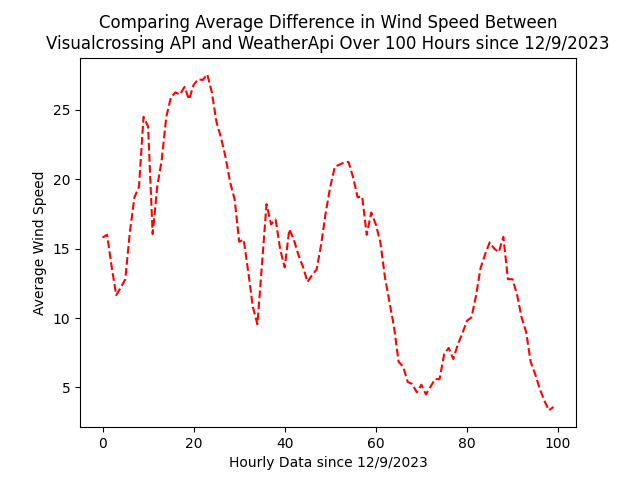 Comparing Average Difference in Wind Speed Between
Visualcrossing API and WeatherApi Over 100 Hours since 12/9/2023
25
20
15
10
5
Average Wind Speed
0 20 40 60 80 100
Hourly Data since 12/9/2023